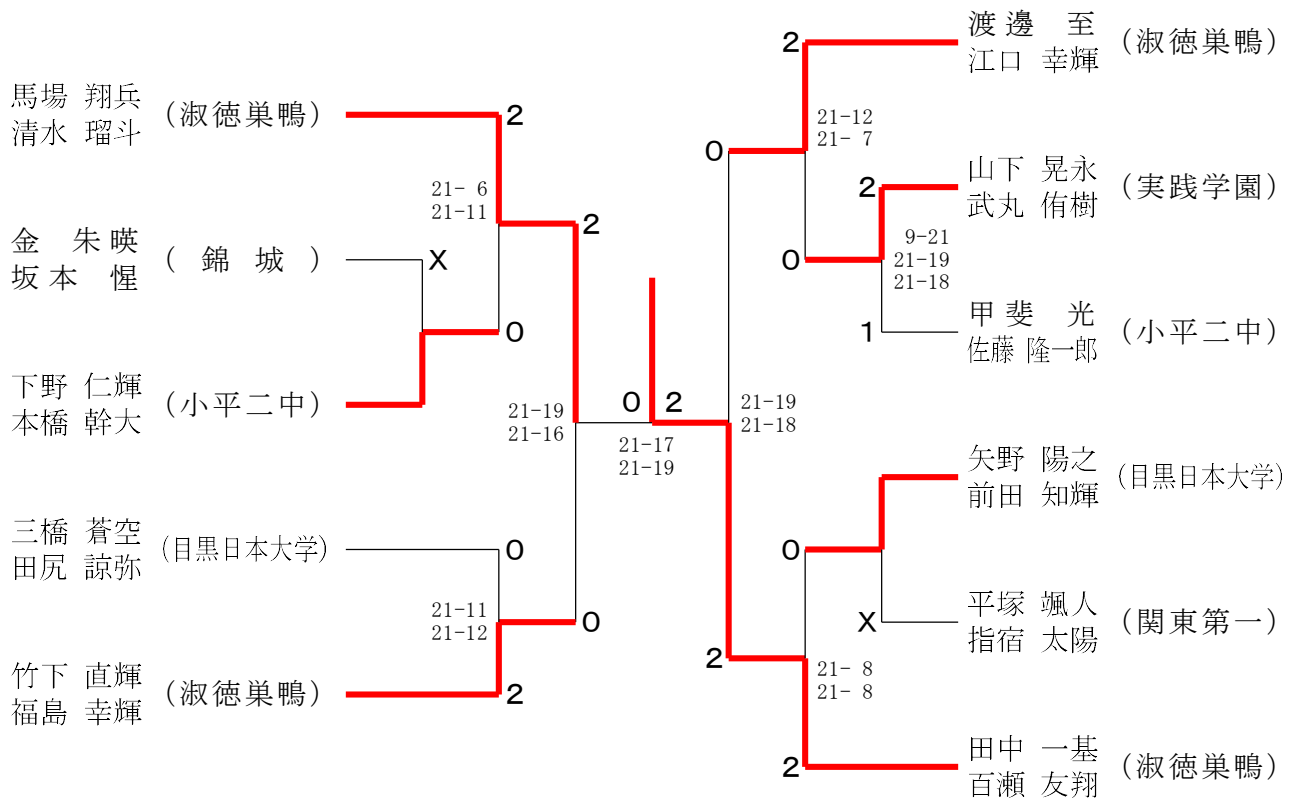 馬場 翔兵
清水 瑠斗
(淑徳巣鴨)
2
21- 6
21-11
2
金 朱暎
坂本 惺
( 錦 城 )
X
0
下野 仁輝
本橋 幹大
(小平二中)
21-19
21-16
三橋 蒼空
田尻 諒弥
(目黒日本大学)
0
21-11
21-12
0
竹下 直輝
福島 幸輝
(淑徳巣鴨)
2
0 2
21-17
21-19
渡邊 至
江口 幸輝
(淑徳巣鴨)
2
21-12
21- 7
0
山下 晃永
武丸 侑樹
(実践学園)
2
9-21
21-19
21-18
0
甲斐 光
佐藤 隆一郎
(小平二中)
1
21-19
21-18
矢野 陽之
前田 知輝
(目黒日本大学)
0
平塚 颯人
指宿 太陽
(関東第一)
X
2
21- 8
21- 8
田中 一基
百瀬 友翔
(淑徳巣鴨)
2